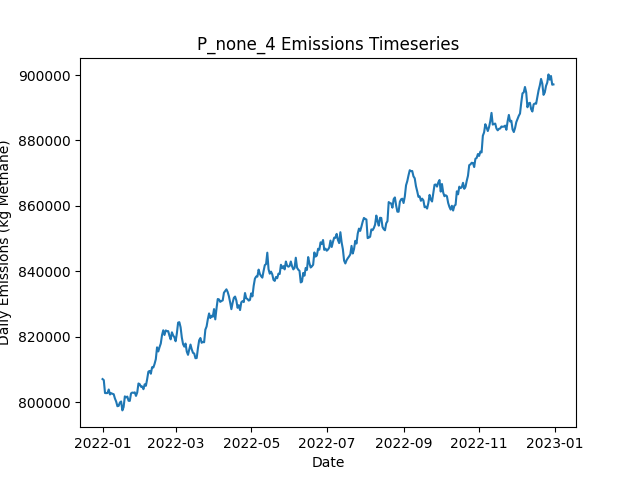 P_none_4 Emissions Timeseries
Daily Emissions (kg Methane)
900000
880000
860000
840000
820000
800000
2022-01 2022-03 2022-05 2022-07 2022-09 2022-11 2023-01
Date